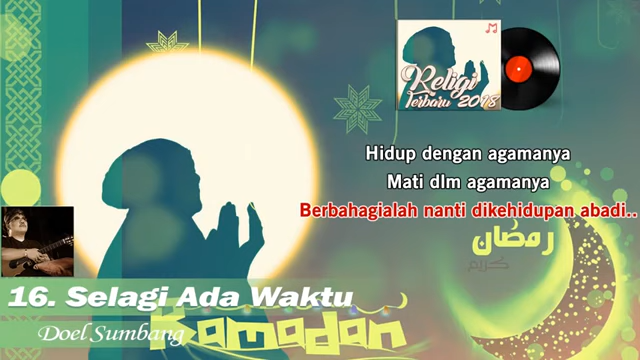 Religi
Terbaru 2018
Hidup dengan agamanya
Mati dlm agamanya
Berbahagialah nanti dikehidupan abadi..
رمضان
كريم
16. Selagi Ada Waktu
Doel Sumbang
Ramadan